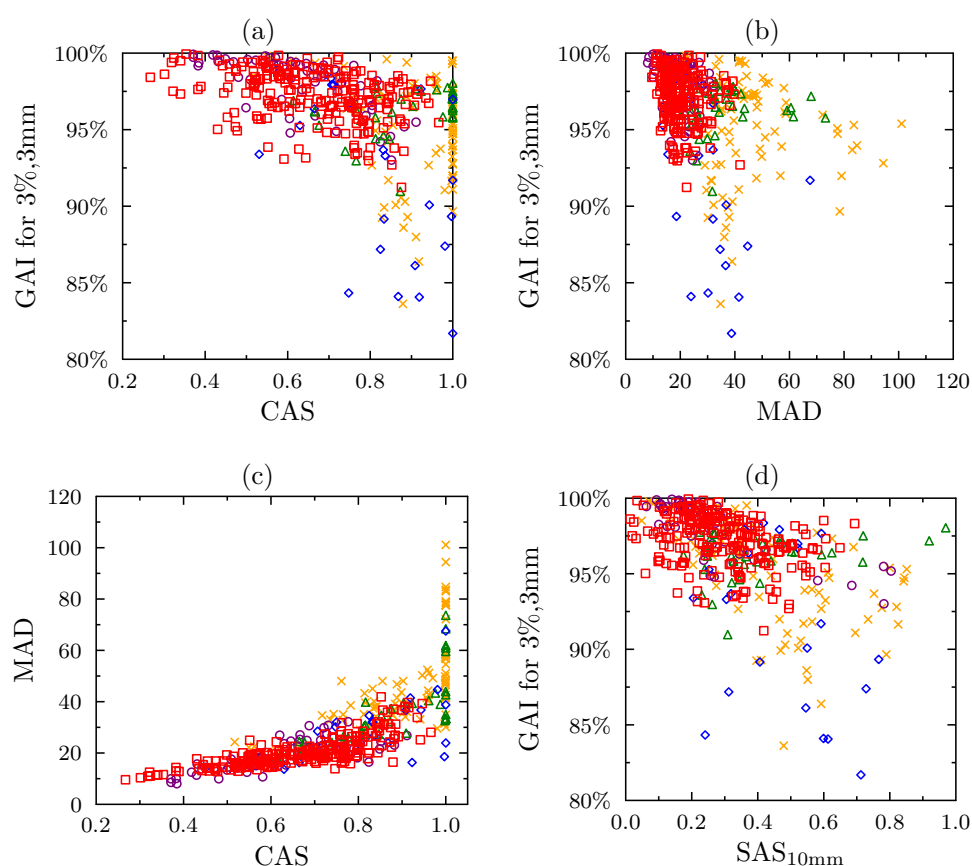 (a)
100%
95%
90%
85%
80%
GAI for 3%,3mm
0.2 0.4 0.6 0.8 1.0
CAS
(b)
100%
95%
90%
85%
80%
GAI for 3%,3mm
0 20 40 60 80 100 120
MAD
(c)
120
100
80
60
40
20
0
MAD
0.2 0.4 0.6 0.8 1.0
CAS
(d)
100%
95%
90%
85%
80%
GAI for 3%,3mm
0.0 0.2 0.4 0.6 0.8 1.0
SAS10mm